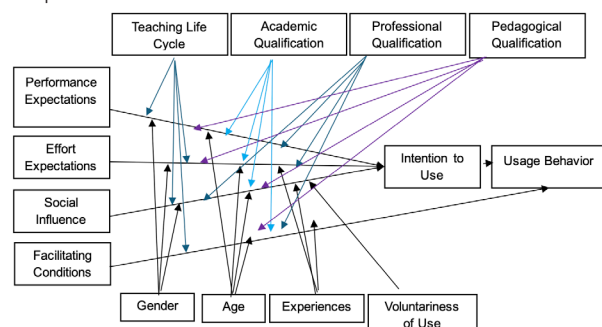 Teaching Life
Cycle
Academic
Qualification
Professional
Qualification
Pedagogical
Qualification
Performance
Expectations
Effort
Expectations
Intention to
Use
Usage Behavior
Social
Influence
Facilitating
Conditions
Gender
Age
Experiences
Voluntariness
of Use